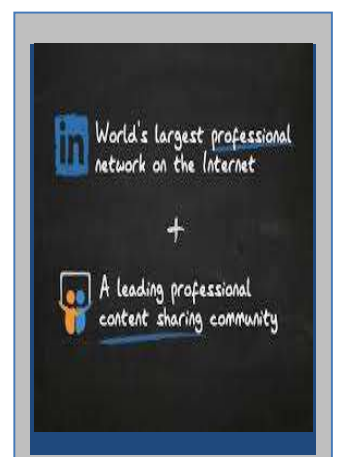 in
World's largest professional
network on the Internet
+
A leading professional
content sharing community